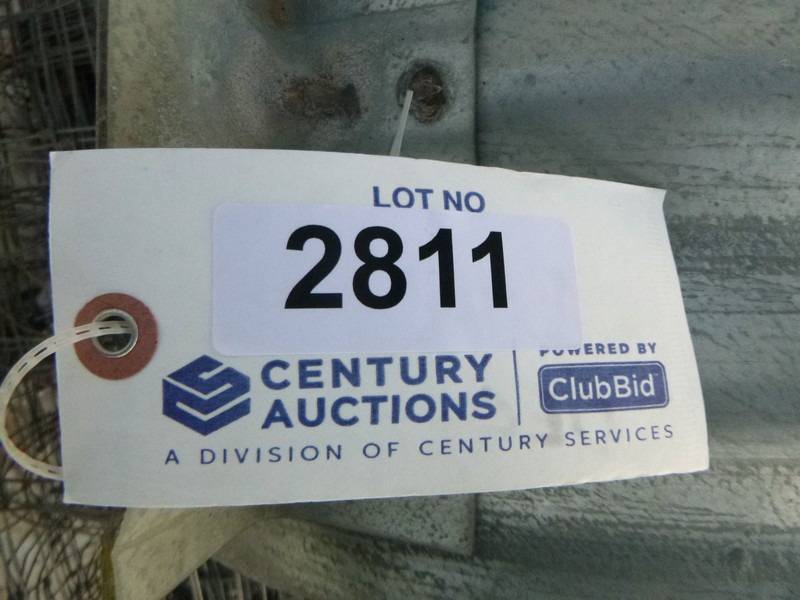 LOT NO
2811
CENTURY
AUCTIONS
POWERED BY
ClubBid
A DIVISION OF CENTURY SERVICES